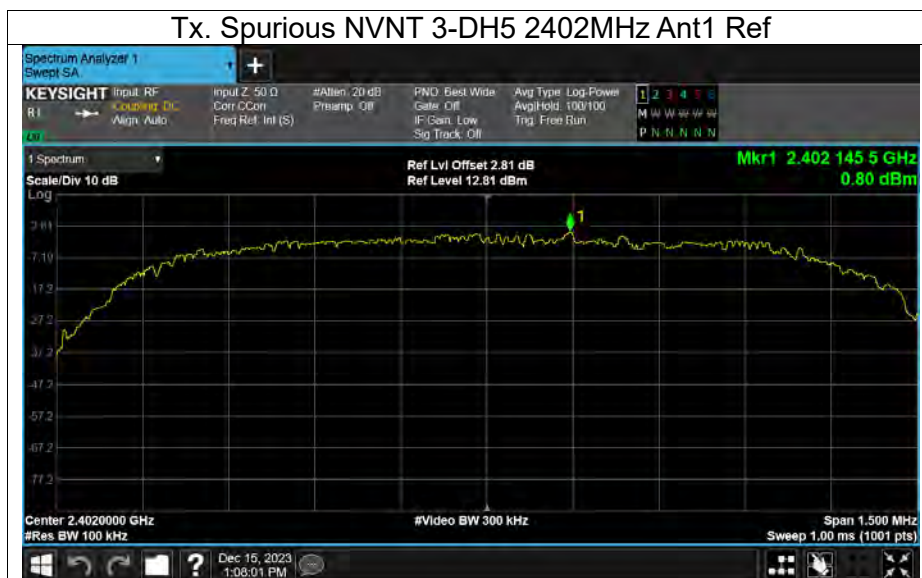 Tx. Spurious NVNT 3-DH5 2402MHz Ant1 Ref
Spectrum Analyzer 1
Swept SA
+
KEYSIGHT Input: RF Input Z: 50 Ω #Atten: 20 dB PNO: Best Wide Avg Type: Log-Power 1 2 3 4 5 6
R L Coupling: DC Corr CCorr Preamp: Off Gate: Off Avg|Hold: 100/100 M W W W W W
Align: Auto Freq Ref: Int (S) IF Gain: Low Trig: Free Run
Sig Track: Off P N N N N N
1 Spectrum Ref Lvl Offset 2.81 dB Mkr1 2.402 145 5 GHz
Scale/Div 10 dB Ref Level 12.81 dBm 0.80 dBm
Log
1
2.81
-7.19
-17.2
-27.2
-37.2
-47.2
-57.2
-67.2
-77.2
Center 2.4020000 GHz #Video BW 300 kHz Span 1.500 MHz
#Res BW 100 kHz Sweep 1.00 ms (1001 pts)
? Dec 15, 2023
1:08:01 PM